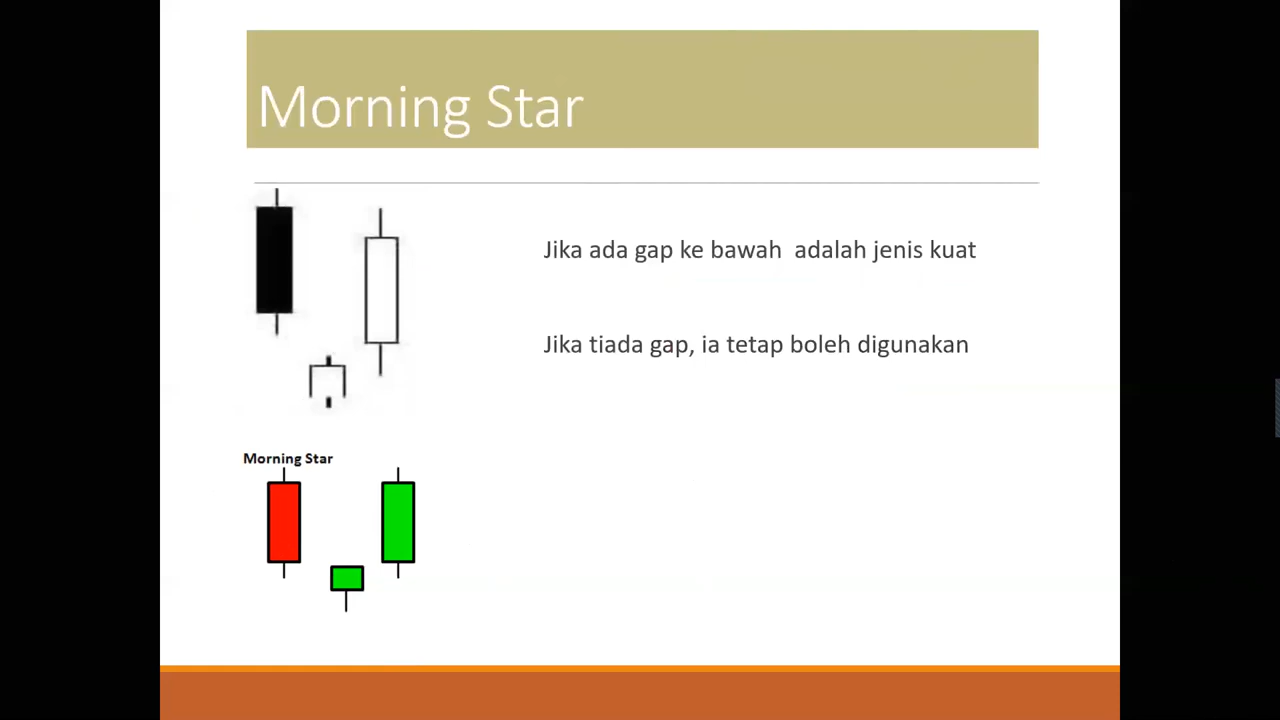 Morning Star
Jika ada gap ke bawah adalah jenis kuat
Jika tiada gap, ia tetap boleh digunakan
Morning Star